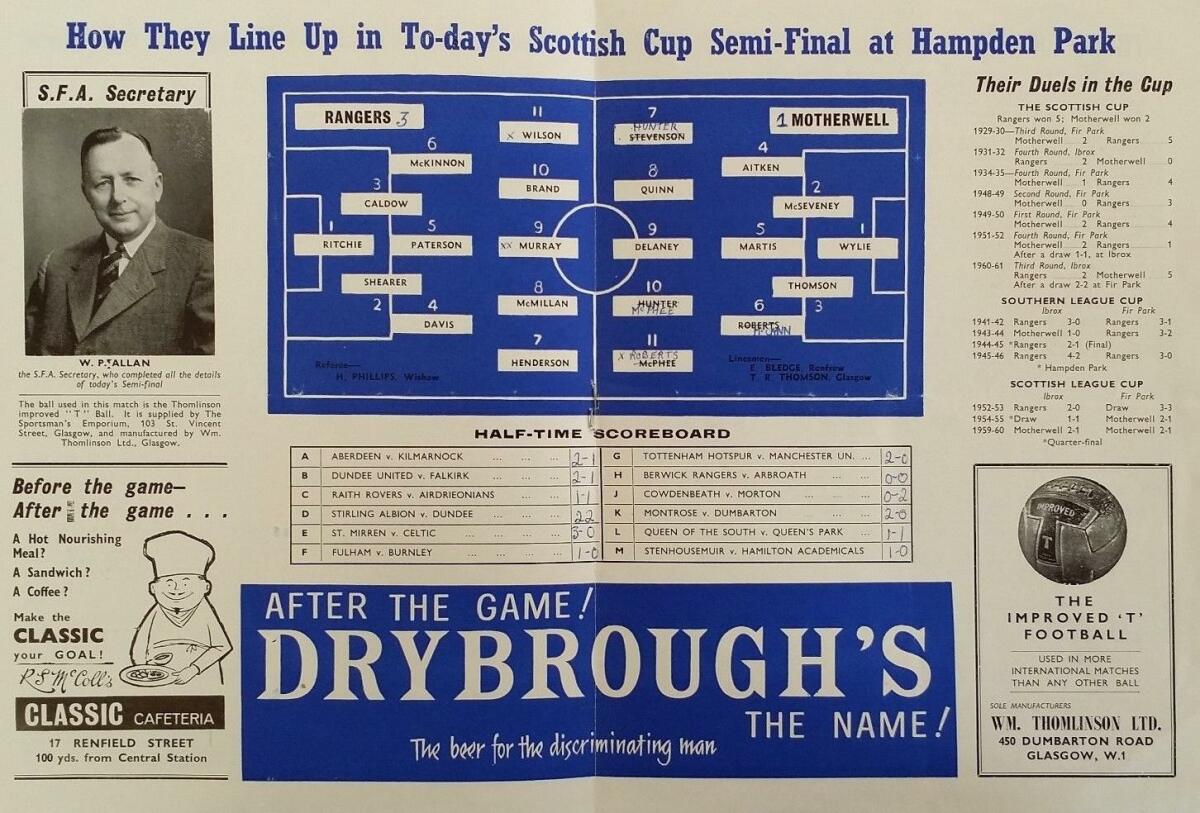 How They Line Up in To-day's Scottish Cup Semi-Final at Hampden Park
S.F.A. Secretary
W. P. ALLAN
the S.F.A. Secretary, who completed all the details
of today's Semi-final
The ball used in this match is the Thomlinson
improved "T" Ball. It is supplied by The
Sportsman's Emporium, 103 St. Vincent
Street, Glasgow, and manufactured by Wm.
Thomlinson Ltd., Glasgow.
Before the game—
After the game . . .
A Hot Nourishing
Meal?
A Sandwich?
A Coffee?
Make the
CLASSIC
your GOAL!
R.S. McColl's
CLASSIC CAFETERIA
17 RENFIELD STREET
100 yds. from Central Station
RANGERS 3
1
RITCHIE
3
CALDOW
SHEARER
2
6
McKINNON
5
PATERSON
4
DAVIS
11
x WILSON
10
BRAND
9
xx MURRAY
8
McMILLAN
7
HENDERSON
Referee—
H. PHILLIPS, Wishaw
1 MOTHERWELL
7
HUNTER
STEVENSON
8
QUINN
9
DELANEY
10
HUNTER
McPHEE
11
x ROBERTS
McPHEE
4
AITKEN
5
MARTIS
6
ROBERTS
McCANN
2
McSEVENEY
THOMSON
3
1
WYLIE
Linesmen—
E. BLEDGE, Renfrew
T. R. THOMSON, Glasgow
HALF-TIME SCOREBOARD
A ABERDEEN v. KILMARNOCK ... ... ... 2-1
B DUNDEE UNITED v. FALKIRK ... ... 2-1
C RAITH ROVERS v. AIRDRIEONIANS ... 1-1
D STIRLING ALBION v. DUNDEE ... ... 22
E ST. MIRREN v. CELTIC ... ... ... 3-0
F FULHAM v. BURNLEY ... ... ... 1-0
G TOTTENHAM HOTSPUR v. MANCHESTER UN. ... 2-0
H BERWICK RANGERS v. ARBROATH ... ... 0-0
J COWDENBEATH v. MORTON ... ... ... 0-2
K MONTROSE v. DUMBARTON ... ... ... 2-0
L QUEEN OF THE SOUTH v. QUEEN'S PARK ... 1-1
M STENHOUSEMUIR v. HAMILTON ACADEMICALS 1-0
AFTER THE GAME!
DRYBROUGH'S
THE NAME!
The beer for the discriminating man
Their Duels in the Cup
THE SCOTTISH CUP
Rangers won 5; Motherwell won 2
1929-30—Third Round, Fir Park
Motherwell 2 Rangers 5
1931-32 Fourth Round, Ibrox
Rangers 2 Motherwell 0
1934-35—Fourth Round, Fir Park
Motherwell 1 Rangers 4
1948-49 Second Round, Fir Park
Motherwell 0 Rangers 3
1949-50 First Round, Fir Park
Motherwell 2 Rangers 4
1951-52 Fourth Round, Fir Park
Motherwell 2 Rangers 1
After a draw 1-1, at Ibrox
1960-61 Third Round, Ibrox
Rangers 2 Motherwell 5
After a draw 2-2 at Fir Park
SOUTHERN LEAGUE CUP
Ibrox Fir Park
1941-42 Rangers 3-0 Rangers 3-1
1943-44 Motherwell 1-0 Rangers 3-2
1944-45 *Rangers 2-1 (Final)
1945-46 Rangers 4-2 Rangers 3-0
* Hampden Park
SCOTTISH LEAGUE CUP
Ibrox Fir Park
1952-53 Rangers 2-0 Draw 3-3
1954-55 *Draw 1-1 Motherwell 2-1
1959-60 Motherwell 2-1 Motherwell 2-1
*Quarter-final
IMPROVED
T
THE
IMPROVED 'T'
FOOTBALL
USED IN MORE
INTERNATIONAL MATCHES
THAN ANY OTHER BALL
SOLE MANUFACTURERS
WM. THOMLINSON LTD.
450 DUMBARTON ROAD
GLASGOW, W.1